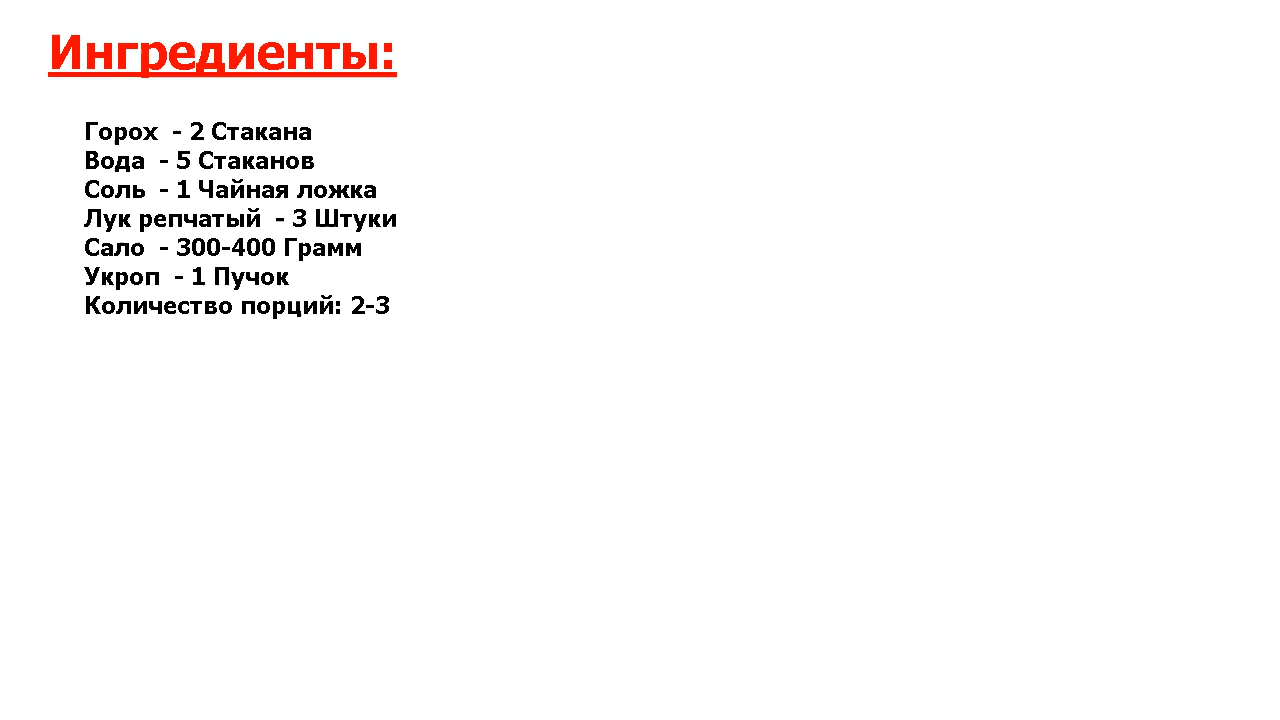 Ингредиенты:
Горох  - 2 Стакана
Вода  - 5 Стаканов
Соль  - 1 Чайная ложка
Лук репчатый  - 3 Штуки
Сало  - 300-400 Грамм
Укроп  - 1 Пучок
Количество порций: 2-3